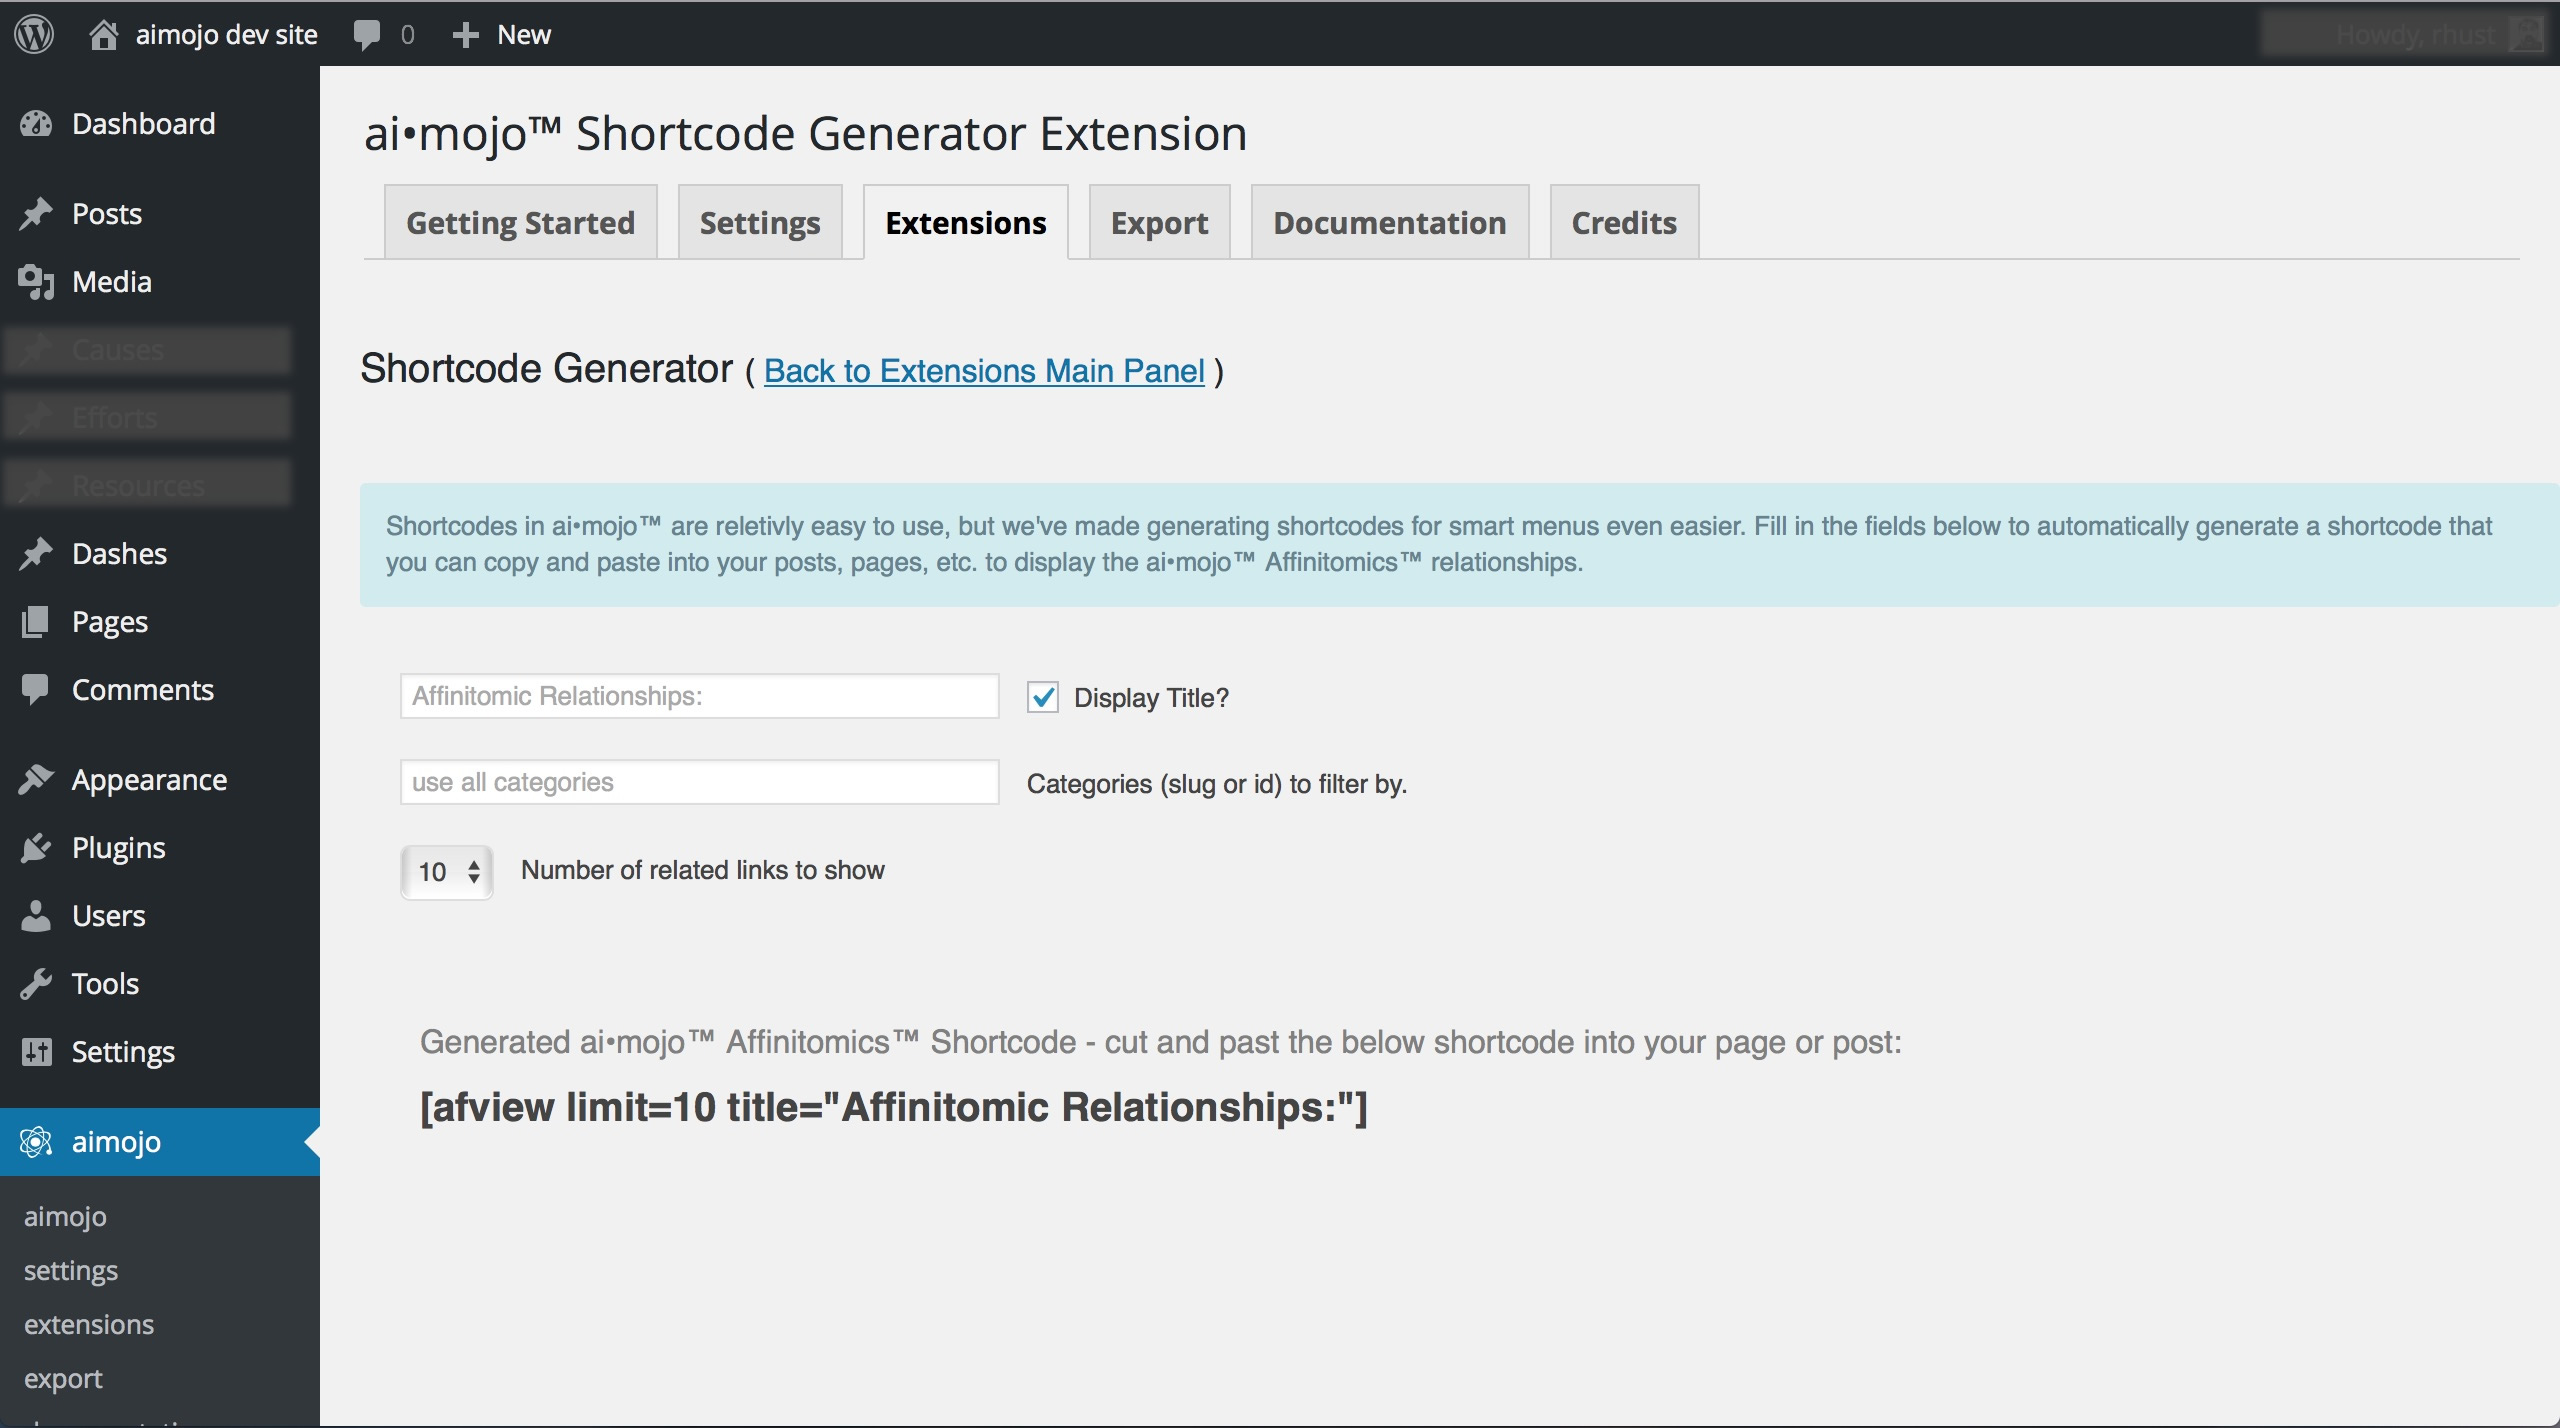 aimojo dev site
0
New
Howdy, rhust
Dashboard
Posts
Media
Causes
Efforts
Resources
Dashes
Pages
Comments
Appearance
Plugins
Users
Tools
Settings
aimojo
aimojo
settings
extensions
export
ai•mojo™ Shortcode Generator Extension
Getting Started
Settings
Extensions
Export
Documentation
Credits
Shortcode Generator ( Back to Extensions Main Panel )
Shortcodes in ai•mojo™ are reletivly easy to use, but we've made generating shortcodes for smart menus even easier. Fill in the fields below to automatically generate a shortcode that
you can copy and paste into your posts, pages, etc. to display the ai•mojo™ Affinitomics™ relationships.
Affinitomic Relationships:
Display Title?
use all categories
Categories (slug or id) to filter by.
10
Number of related links to show
Generated ai•mojo™ Affinitomics™ Shortcode - cut and past the below shortcode into your page or post:
[afview limit=10 title="Affinitomic Relationships:"]